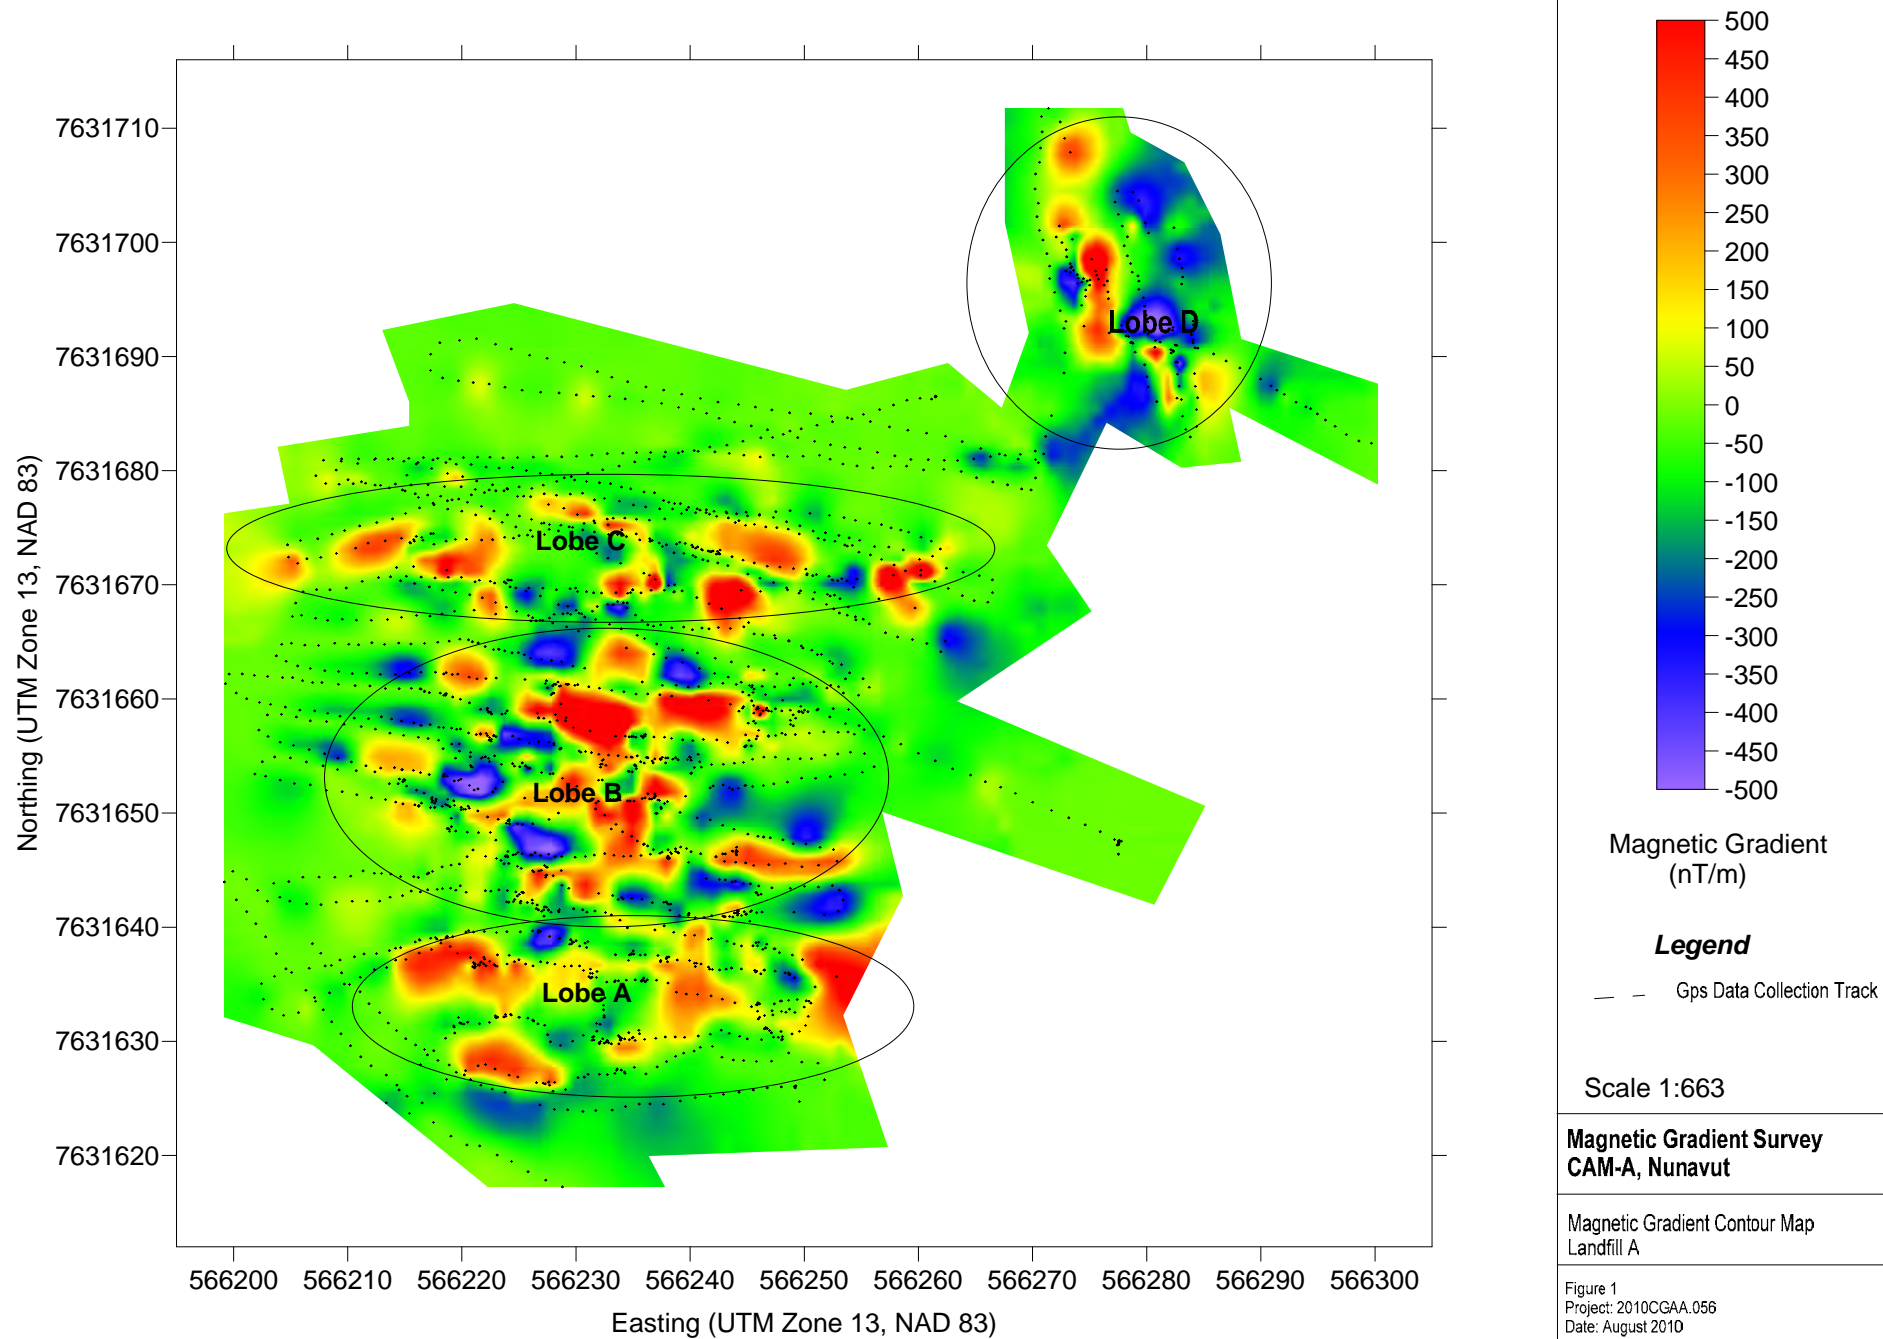 7631710
7631700
7631690
7631680
7631670
7631660
7631650
7631640
7631630
7631620
Northing (UTM Zone 13, NAD 83)
566200 566210 566220 566230 566240 566250 566260 566270 566280 566290 566300
Easting (UTM Zone 13, NAD 83)
Lobe D
Lobe C
Lobe B
Lobe A
500
450
400
350
300
250
200
150
100
50
0
-50
-100
-150
-200
-250
-300
-350
-400
-450
-500
Magnetic Gradient
(nT/m)
Legend
Gps Data Collection Track
Scale 1:663
Magnetic Gradient Survey
CAM-A, Nunavut
Magnetic Gradient Contour Map
Landfill A
Figure 1
Project: 2010CGAA.056
Date: August 2010